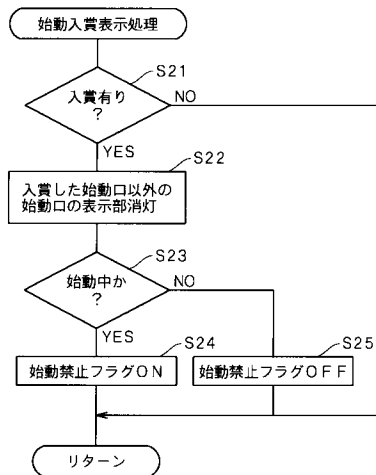 始動入賞表示処理
S21
入賞有り
?
NO
YES
S22
入賞した始動口以外の
始動口の表示部消灯
S23
始動中か
?
NO
YES
S24
S25
始動禁止フラグON
始動禁止フラグOFF
リターン